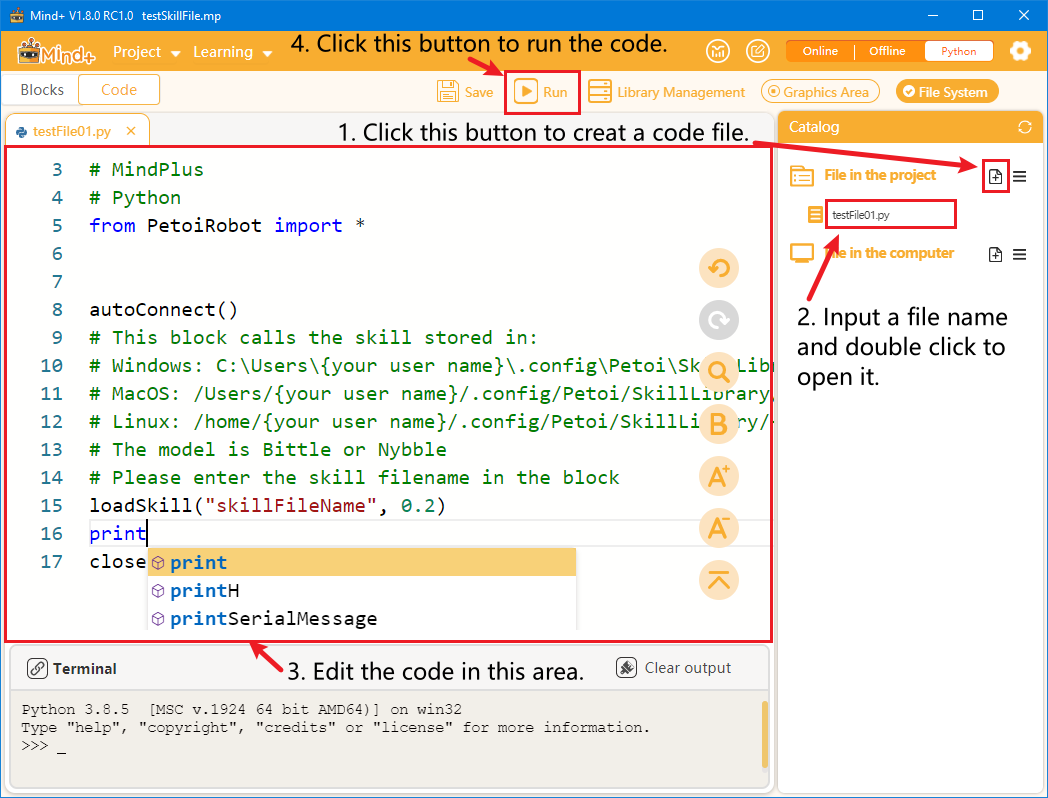 Mind+ V1.8.0 RC1.0 testSkillFile.mp
Mind+ Project Learning
4. Click this button to run the code.
Online Offline Python
Blocks Code
Save Run Library Management Graphics Area File System
testFile01.py ×
1. Click this button to creat a code file.
Catalog
3 # MindPlus
4 # Python
5 from PetoiRobot import *
6
7
8 autoConnect()
9 # This block calls the skill stored in:
10 # Windows: C:\Users\{your user name}\.config\Petoi\Sk Lib
11 # MacOS: /Users/{your user name}/.config/Petoi/SkillLibrary
12 # Linux: /home/{your user name}/.config/Petoi/SkillLi ry/
13 # The model is Bittle or Nybble
14 # Please enter the skill filename in the block
15 loadSkill("skillFileName", 0.2)
16 print
17 close
print
printH
printSerialMessage
B
A+
A-
File in the project
testFile01.py
in the computer
2. Input a file name
and double click to
open it.
3. Edit the code in this area.
Terminal
Clear output
Python 3.8.5 [MSC v.1924 64 bit AMD64)] on win32
Type "help", "copyright", "credits" or "license" for more information.
>>> _